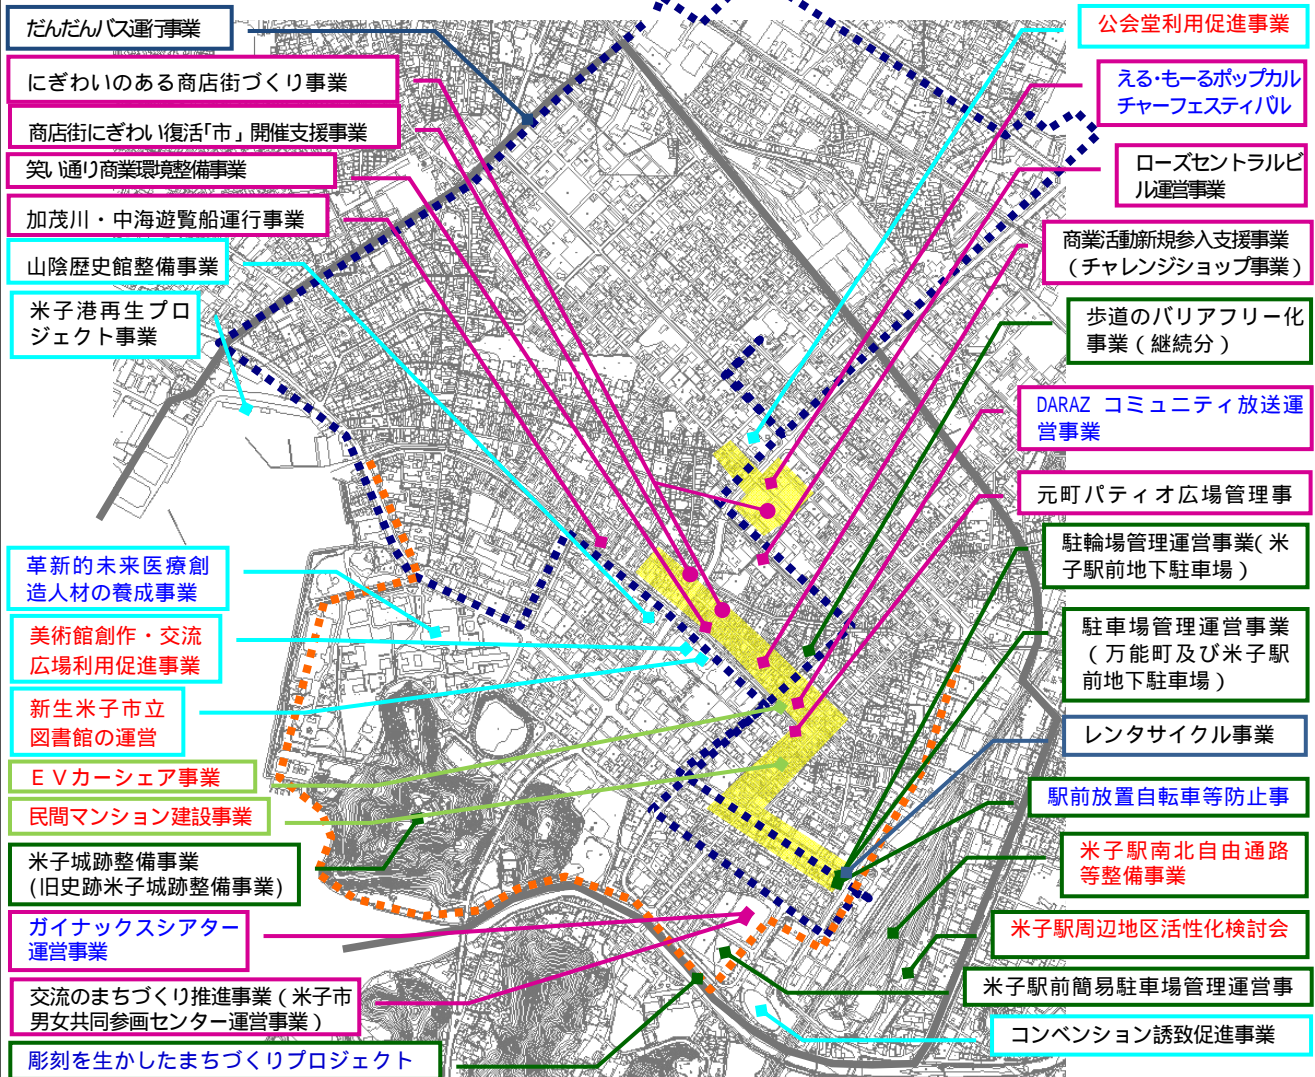 だんだんバス運行事業
にぎわいのある商店街づくり事業
商店街にぎわい復活「市」開催支援事業
笑い通り商業環境整備事業
加茂川・中海遊覧船運行事業
山陰歴史館整備事業
米子港再生プロ
ジェクト事業
革新的未来医療創
造人材の養成事業
美術館創作・交流
広場利用促進事業
新生米子市立
図書館の運営
EVカーシェア事業
民間マンション建設事業
米子城跡整備事業
(旧史跡米子城跡整備事業)
ガイナックスシアター
運営事業
交流のまちづくり推進事業(米子市
男女共同参画センター運営事業)
彫刻を生かしたまちづくりプロジェクト
公会堂利用促進事業
える・もーるポップカル
チャーフェスティバル
ローズセントラルビ
ル運営事業
商業活動新規参入支援事業
(チャレンジショップ事業)
歩道のバリアフリー化
事業(継続分)
DARAZ コミュニティ放送運
営事業
元町パティオ広場管理事
駐輪場管理運営事業(米
子駅前地下駐車場)
駐車場管理運営事業
(万能町及び米子駅
前地下駐車場)
レンタサイクル事業
駅前放置自転車等防止事
米子駅南北自由通路
等整備事業
米子駅周辺地区活性化検討会
米子駅前簡易駐車場管理運営事
コンベンション誘致促進事業